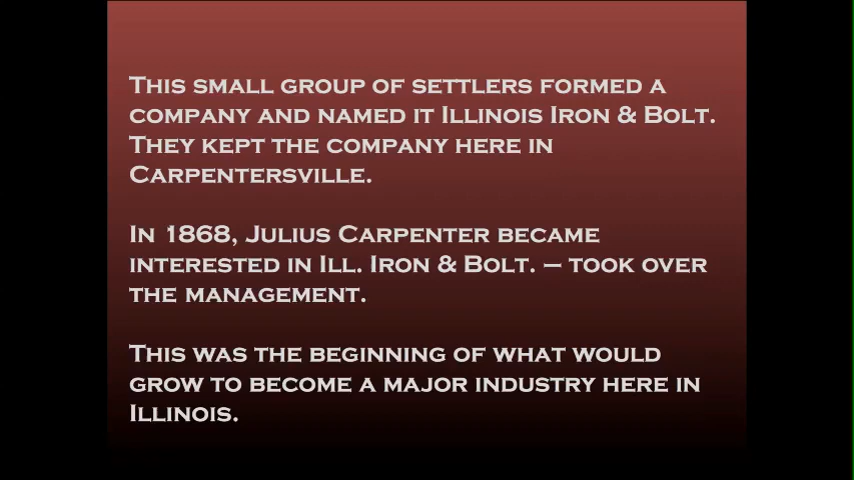 This small group of settlers formed a
company and named it Illinois Iron & Bolt.
They kept the company here in
Carpentersville.
In 1868, Julius Carpenter became
interested in Ill. Iron & Bolt. – took over
the management.
This was the beginning of what would
grow to become a major industry here in
Illinois.